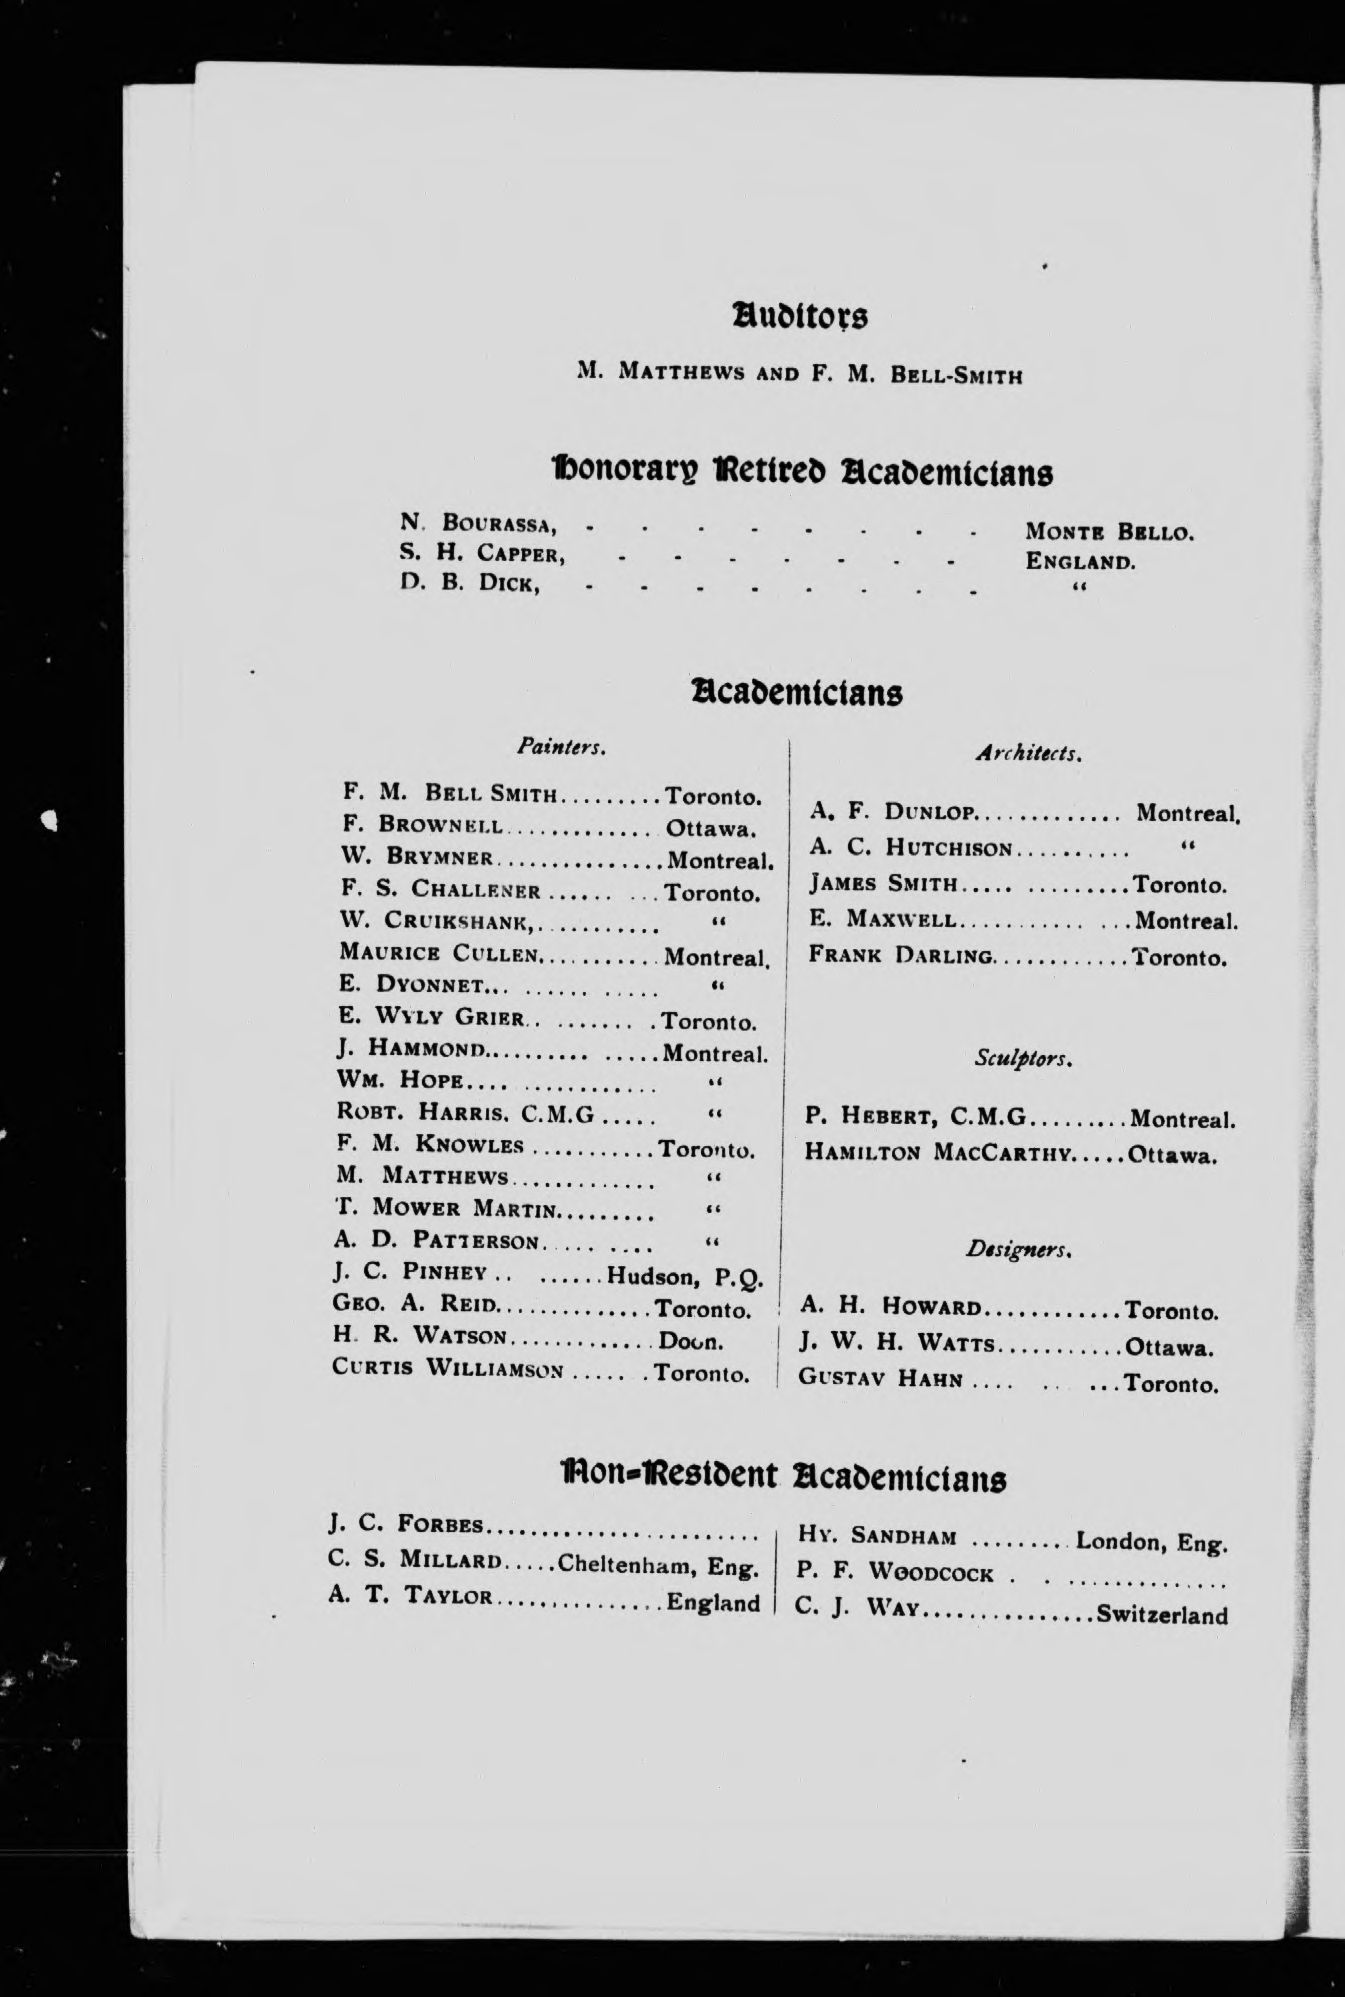 Auditors
M. MATTHEWS AND F. M. BELL-SMITH
Honorary Retired Academicians
N. BOURASSA, - - - - - - - - MONTE BELLO.
S. H. CAPPER, - - - - - - - ENGLAND.
D. B. DICK, - - - - - - - - "
Academicians
Painters.
F. M. BELL SMITH.........Toronto.
F. BROWNELL.............. Ottawa.
W. BRYMNER...............Montreal.
F. S. CHALLENER ...... ...Toronto.
W. CRUIKSHANK,............ "
MAURICE CULLEN............Montreal.
E. DYONNET... ...... ..... "
E. WYLY GRIER.. ........ .Toronto.
J. HAMMOND.......... .....Montreal.
WM. HOPE.... ............ "
ROBT. HARRIS. C.M.G ..... "
F. M. KNOWLES ...........Toronto.
M. MATTHEWS............. "
T. MOWER MARTIN......... "
A. D. PATTERSON..... .... "
J. C. PINHEY .. ......Hudson, P.Q.
GEO. A. REID..............Toronto.
H. R. WATSON.............Doon.
CURTIS WILLIAMSON ..... .Toronto.
Architects.
A. F. DUNLOP............. Montreal.
A. C. HUTCHISON.......... "
JAMES SMITH..... .........Toronto.
E. MAXWELL........... ...Montreal.
FRANK DARLING............Toronto.
Sculptors.
P. HEBERT, C.M.G.........Montreal.
HAMILTON MACCARTHY.....Ottawa.
Designers.
A. H. HOWARD............Toronto.
J. W. H. WATTS...........Ottawa.
GUSTAV HAHN .... .. ...Toronto.
Non-Resident Academicians
J. C. FORBES.........................
C. S. MILLARD.....Cheltenham, Eng.
A. T. TAYLOR...............England
HY. SANDHAM .........London, Eng.
P. F. WOODCOCK . . ..............
C. J. WAY...............Switzerland